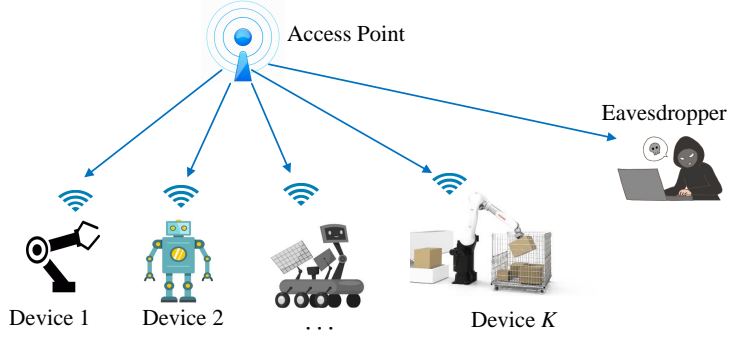 Access Point
Eavesdropper
Device 1
Device 2
. . .
Device K